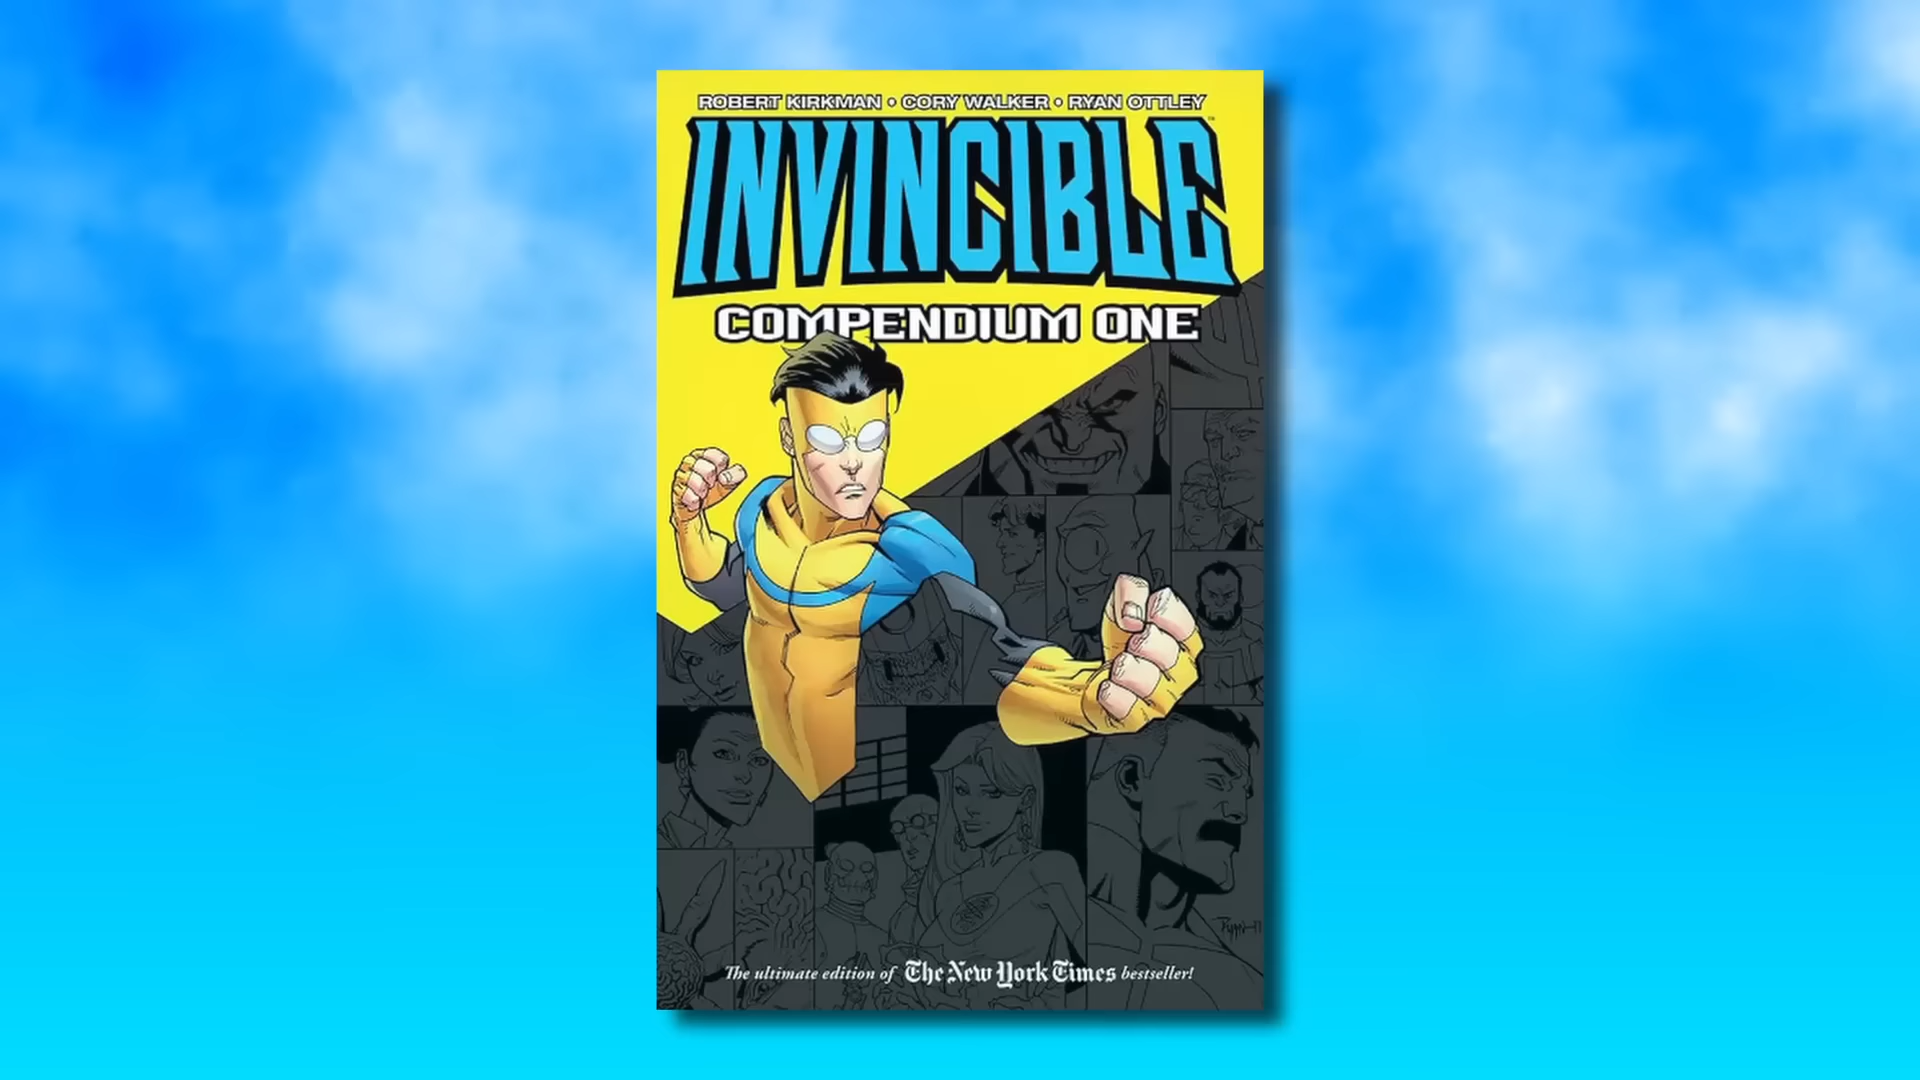 ROBERT KIRKMAN • CORY WALKER • RYAN OTTLEY
INVINCIBLE
COMPENDIUM ONE
The ultimate edition of The New York Times bestseller!